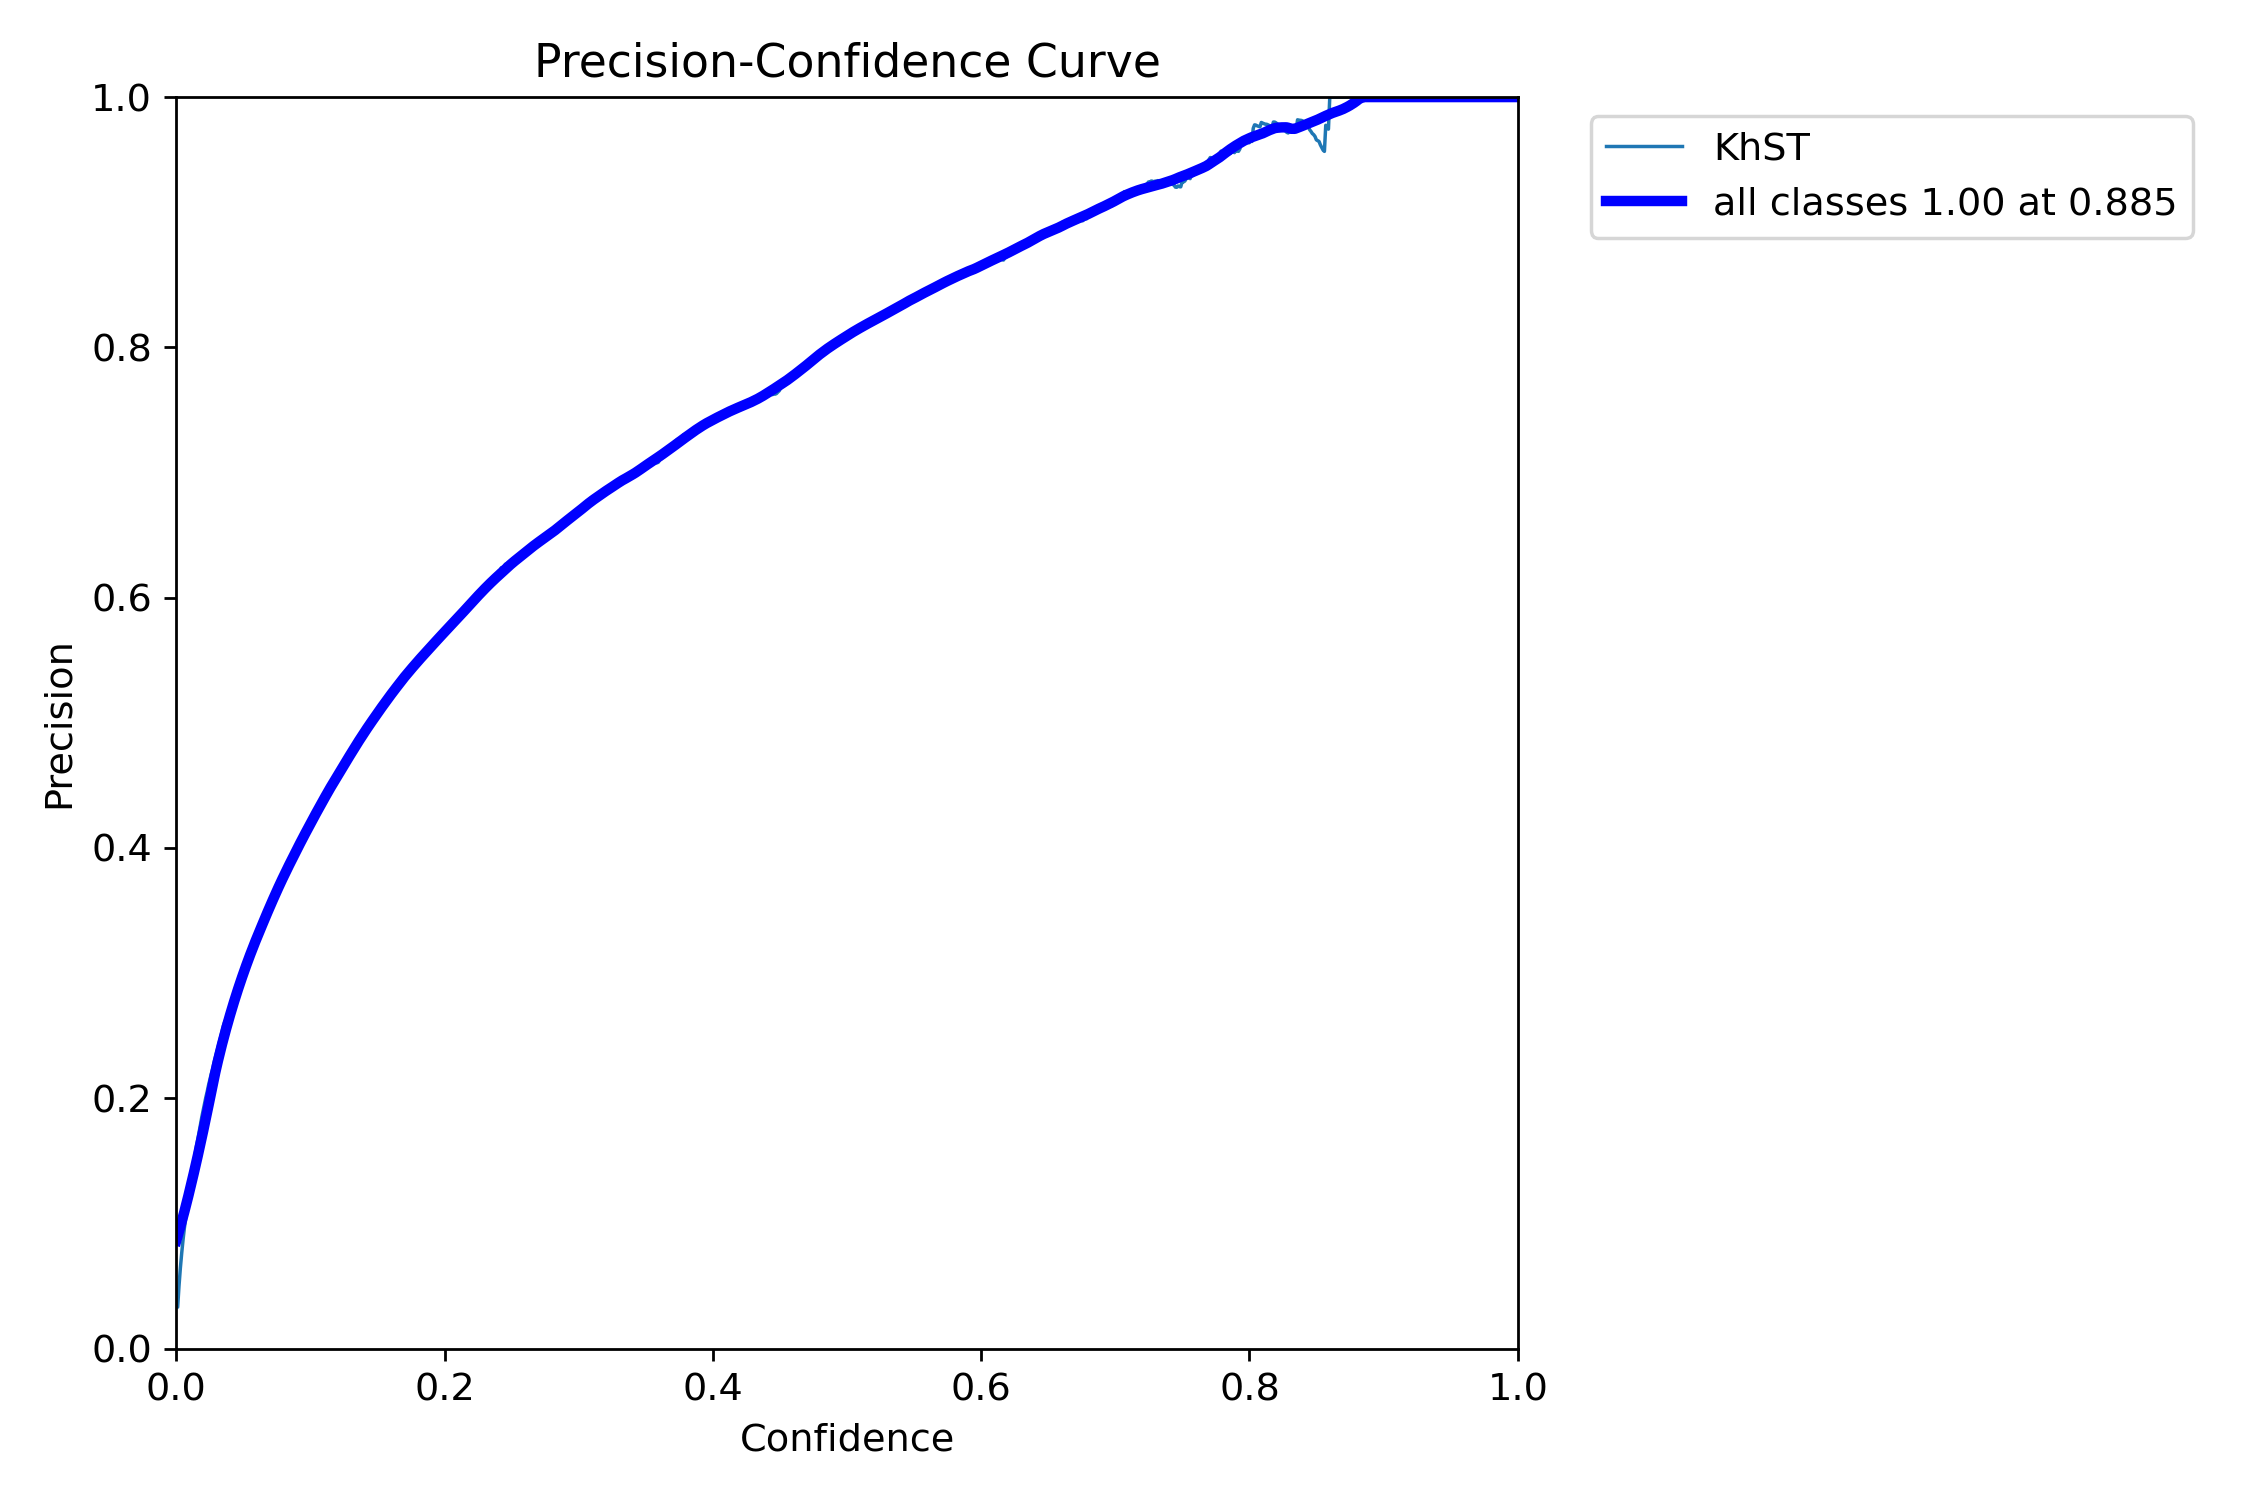 Precision-Confidence Curve
1.0
0.8
0.6
0.4
0.2
0.0
Precision
0.0 0.2 0.4 0.6 0.8 1.0
Confidence
KhST
all classes 1.00 at 0.885